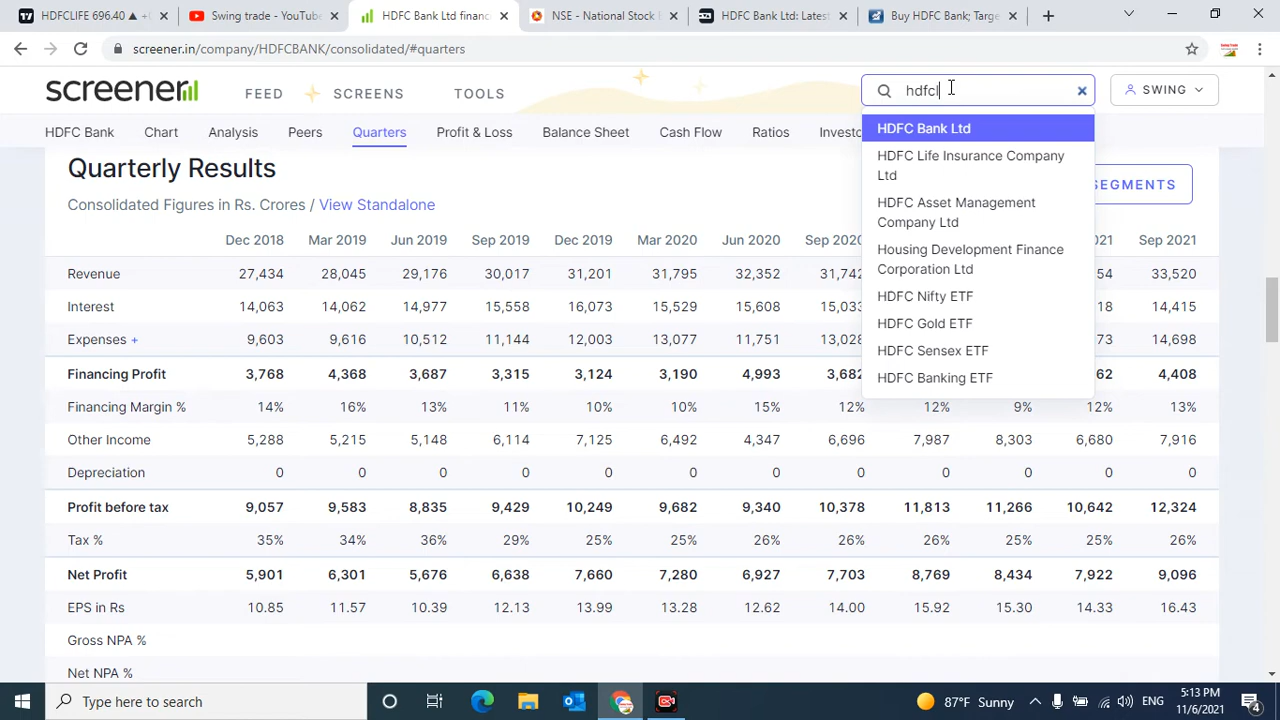 HDFCLIFE 696.40 ▲ +
Swing trade - YouTube
HDFC Bank Ltd financ
NSE - National Stock
HDFC Bank Ltd: Latest
Buy HDFC Bank; Targe
screener.in/company/HDFCBANK/consolidated/#quarters
screener
FEED SCREENS TOOLS
hdfcl
SWING
HDFC Bank Chart Analysis Peers Quarters Profit & Loss Balance Sheet Cash Flow Ratios Investo
HDFC Bank Ltd
HDFC Life Insurance Company
Ltd
HDFC Asset Management
Company Ltd
Housing Development Finance
Corporation Ltd
HDFC Nifty ETF
HDFC Gold ETF
HDFC Sensex ETF
HDFC Banking ETF
Quarterly Results
SEGMENTS
Consolidated Figures in Rs. Crores / View Standalone
Dec 2018 Mar 2019 Jun 2019 Sep 2019 Dec 2019 Mar 2020 Jun 2020 Sep 2020 2021 Sep 2021
Revenue 27,434 28,045 29,176 30,017 31,201 31,795 32,352 31,742 54 33,520
Interest 14,063 14,062 14,977 15,558 16,073 15,529 15,608 15,033 18 14,415
Expenses + 9,603 9,616 10,512 11,144 12,003 13,077 11,751 13,028 73 14,698
Financing Profit 3,768 4,368 3,687 3,315 3,124 3,190 4,993 3,682 62 4,408
Financing Margin % 14% 16% 13% 11% 10% 10% 15% 12% 12% 9% 12% 13%
Other Income 5,288 5,215 5,148 6,114 7,125 6,492 4,347 6,696 7,987 8,303 6,680 7,916
Depreciation 0 0 0 0 0 0 0 0 0 0 0 0
Profit before tax 9,057 9,583 8,835 9,429 10,249 9,682 9,340 10,378 11,813 11,266 10,642 12,324
Tax % 35% 34% 36% 29% 25% 25% 26% 26% 26% 25% 26% 26%
Net Profit 5,901 6,301 5,676 6,638 7,660 7,280 6,927 7,703 8,769 8,434 7,922 9,096
EPS in Rs 10.85 11.57 10.39 12.13 13.99 13.28 12.62 14.00 15.92 15.30 14.33 16.43
Gross NPA %
Net NPA %
Type here to search
87°F Sunny
ENG
5:13 PM
11/6/2021
4